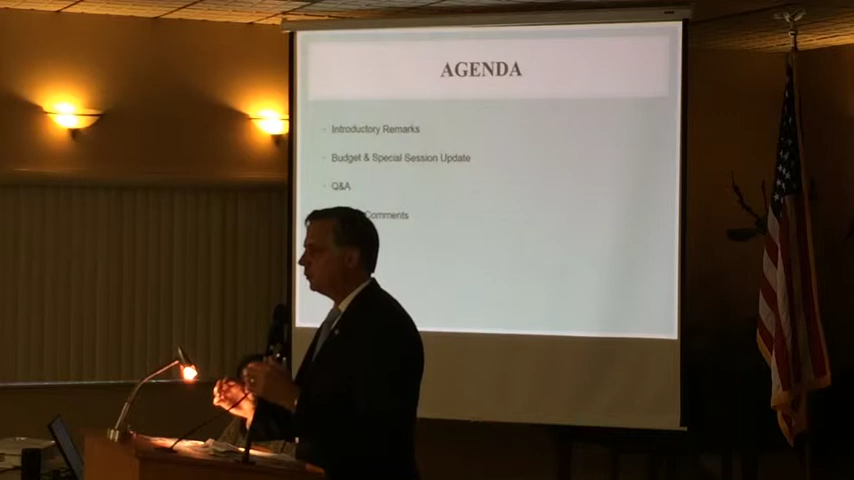 AGENDA
Introductory Remarks
Budget & Special Session Update
Q&A
Comments